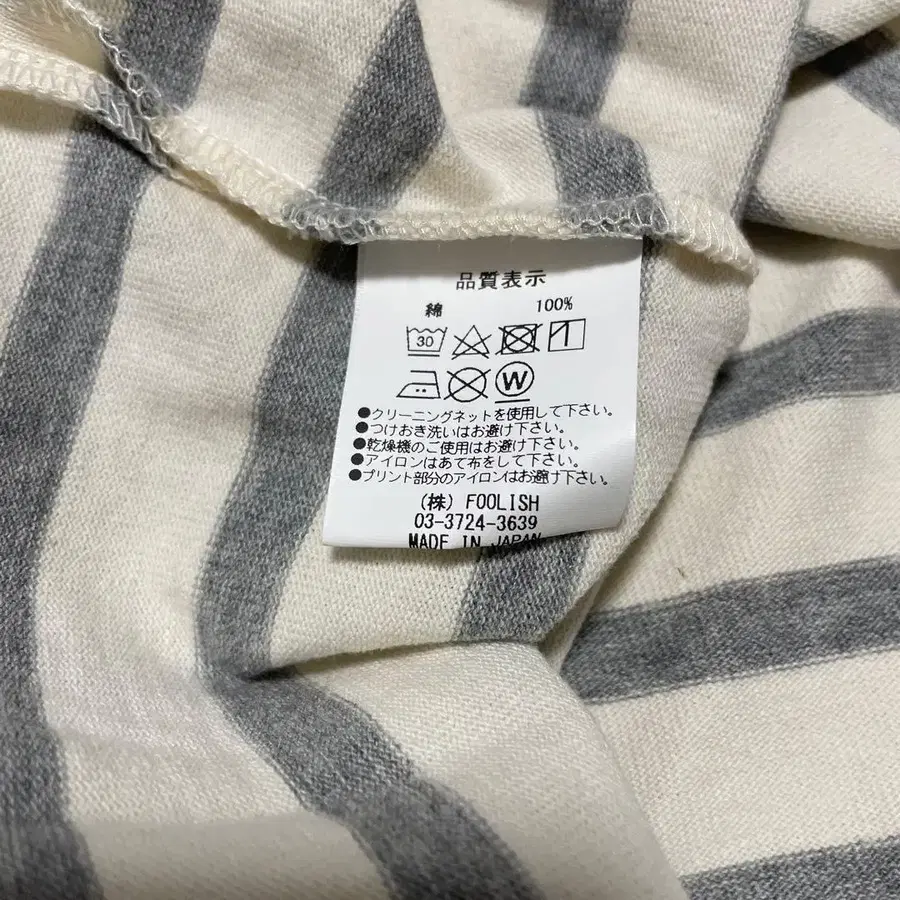 品質表示
綿 100%
30
W
●クリーニングネットを使用して下さい。
●つけおき洗いはお避け下さい。
●乾燥機のご使用はお避け下さい。
●アイロンはあて布をして下さい。
●プリント部分のアイロンはお避け下さい。
(株) FOOLISH
03-3724-3639
MADE IN JAPAN